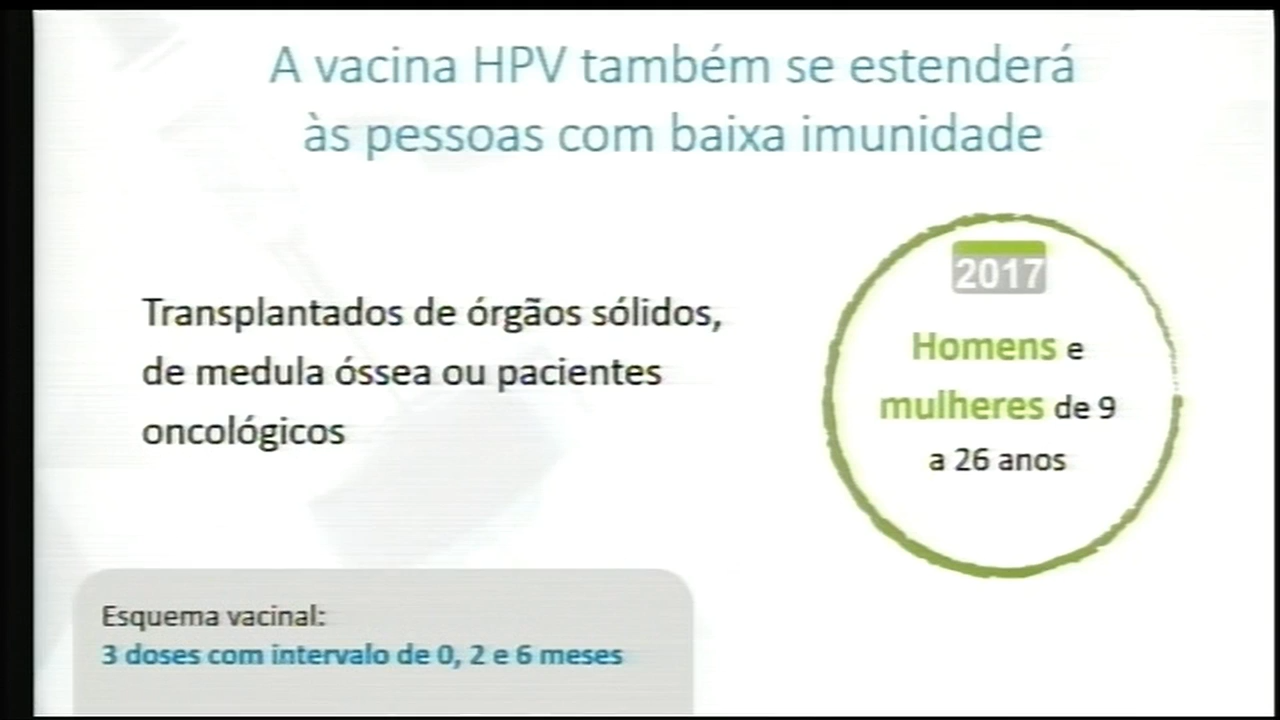 A vacina HPV também se estenderá
às pessoas com baixa imunidade
Transplantados de órgãos sólidos,
de medula óssea ou pacientes
oncológicos
2017
Homens e
mulheres de 9
a 26 anos
Esquema vacinal:
3 doses com intervalo de 0, 2 e 6 meses